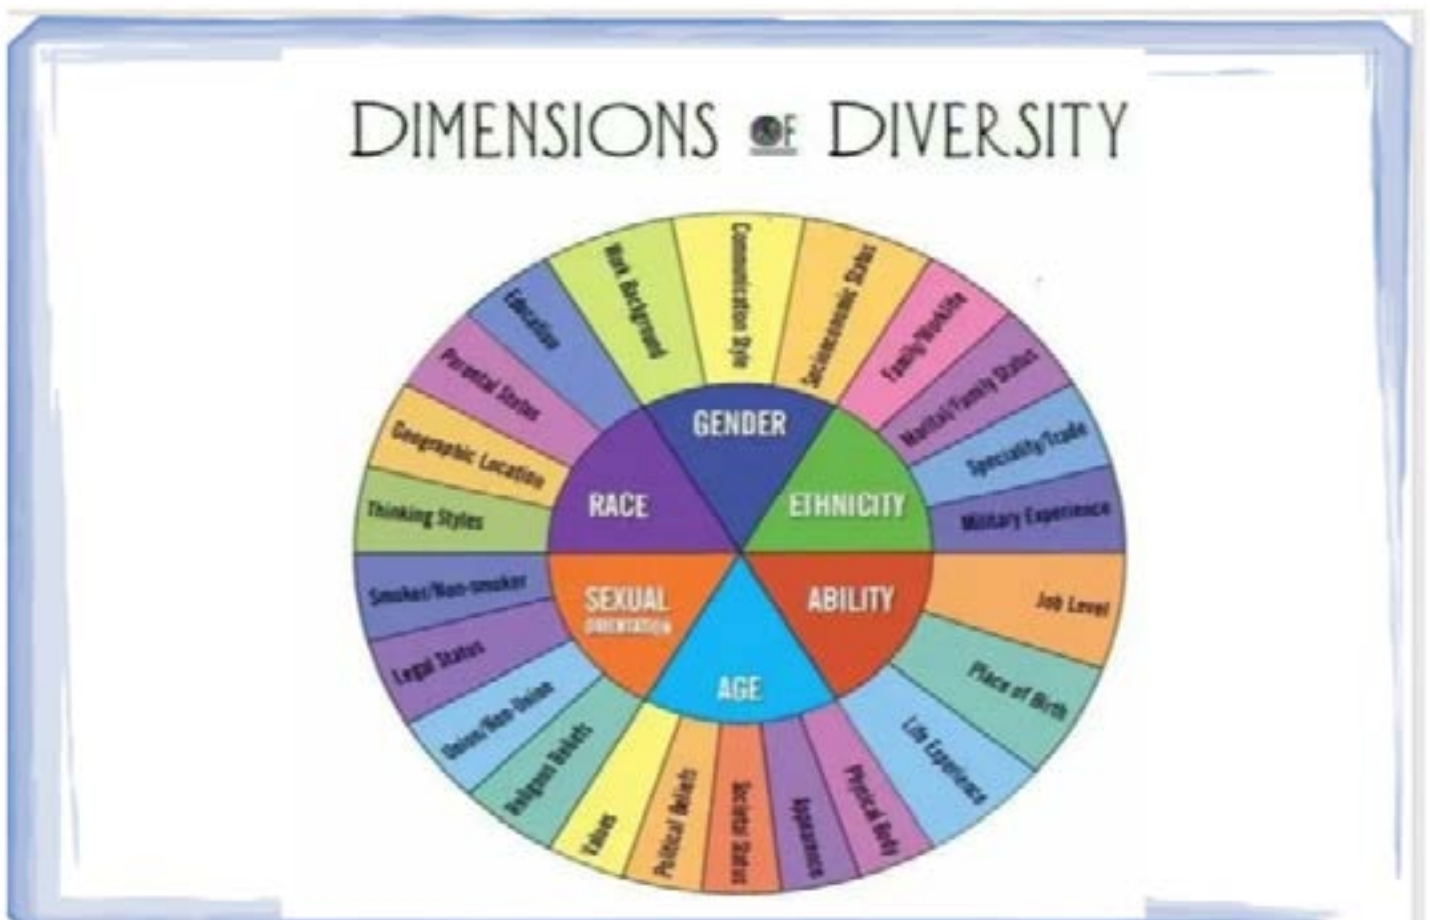 DIMENSIONS OF DIVERSITY
Communication Style
Socioeconomic Status
Family/Worklife
Marital/Family Status
Speciality/Trade
Military Experience
Job Level
Place of Birth
Life Experience
Physical Body
Appearence
Societal Status
Political Beliefs
Values
Religious Beliefs
Union/Non-Union
Legal Status
Smoker/Non-smoker
Thinking Styles
Geographic Location
Parental Status
Education
Work Background
GENDER
ETHNICITY
ABILITY
AGE
SEXUAL
ORIENTATION
RACE